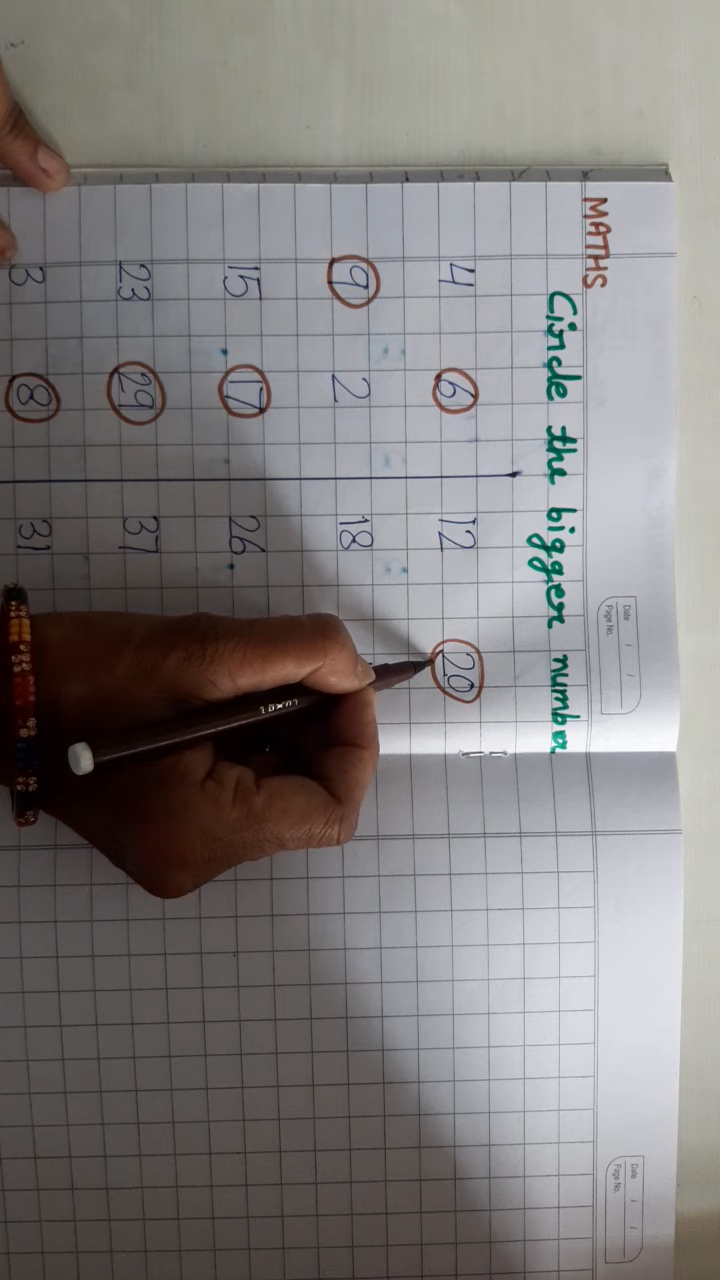 Date / /
Page No.
MATHS
Circle the bigger number
4 6 12 20
9 2 18
15 17 26
23 29 37
3 8 31
LUXOR
Date / /
Page No.